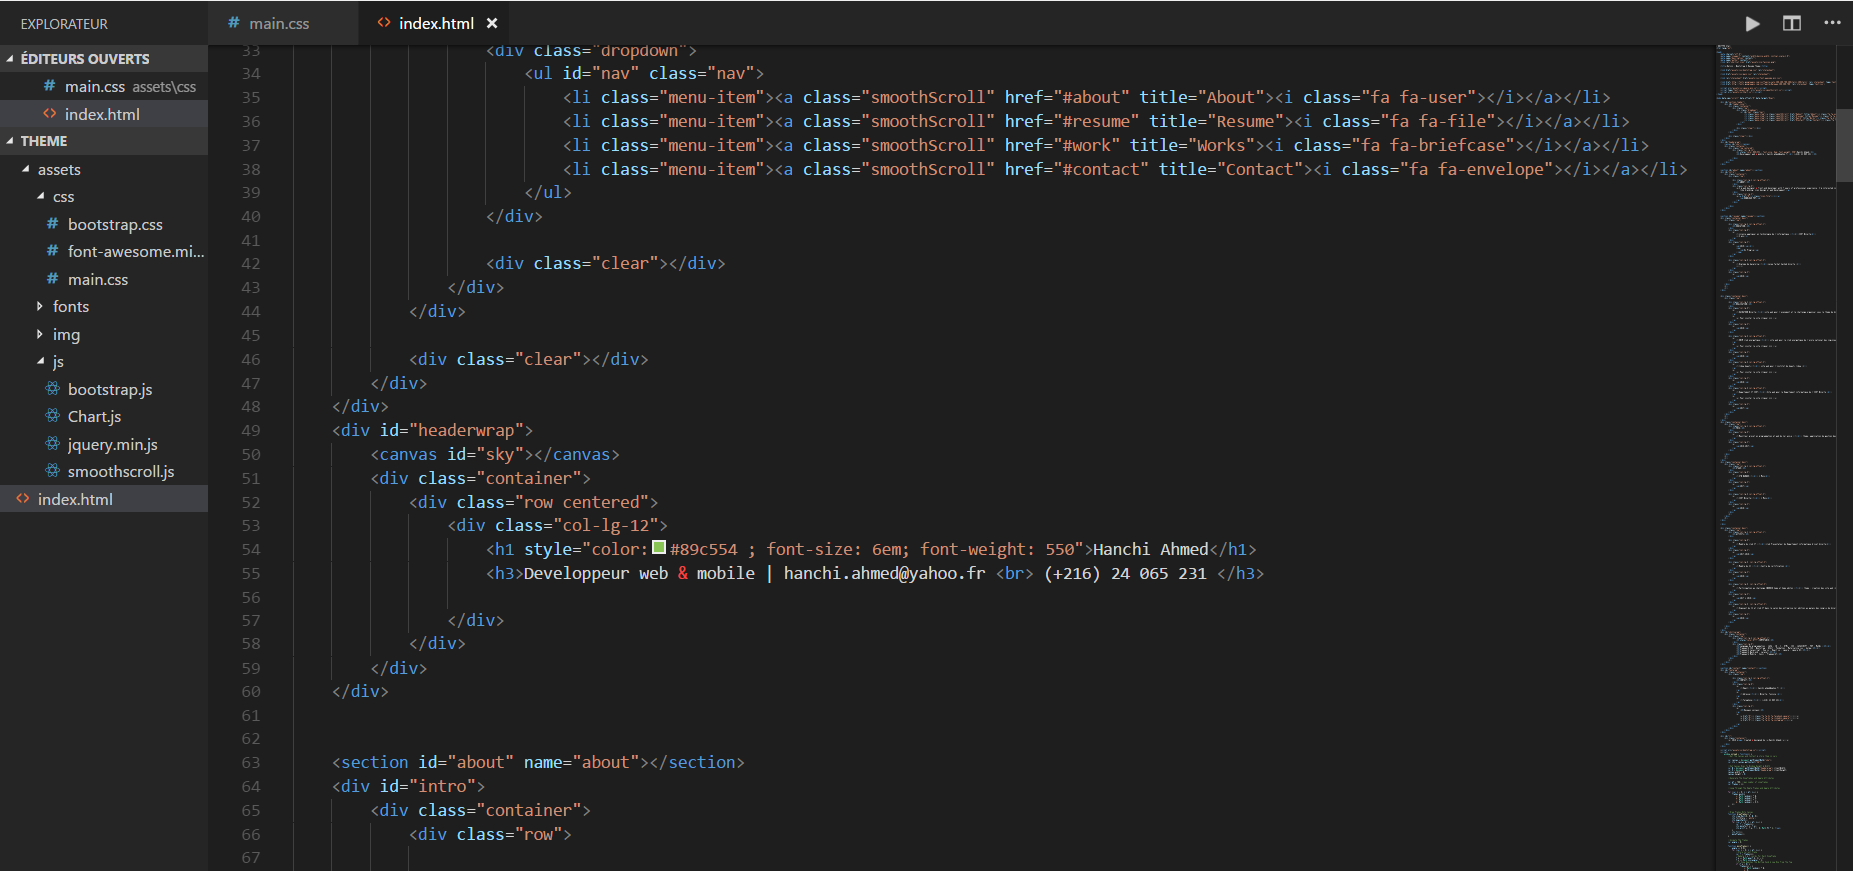 EXPLORATEUR
ÉDITEURS OUVERTS
# main.css assets\css
<> index.html
THEME
assets
css
# bootstrap.css
# font-awesome.mi...
# main.css
fonts
img
js
bootstrap.js
Chart.js
jquery.min.js
smoothscroll.js
<> index.html
# main.css
<> index.html ×
33 <div class="dropdown">
34 <ul id="nav" class="nav">
35 <li class="menu-item"><a class="smoothScroll" href="#about" title="About"><i class="fa fa-user"></i></a></li>
36 <li class="menu-item"><a class="smoothScroll" href="#resume" title="Resume"><i class="fa fa-file"></i></a></li>
37 <li class="menu-item"><a class="smoothScroll" href="#work" title="Works"><i class="fa fa-briefcase"></i></a></li>
38 <li class="menu-item"><a class="smoothScroll" href="#contact" title="Contact"><i class="fa fa-envelope"></i></a></li>
39 </ul>
40 </div>
41
42 <div class="clear"></div>
43 </div>
44 </div>
45
46 <div class="clear"></div>
47 </div>
48 </div>
49 <div id="headerwrap">
50 <canvas id="sky"></canvas>
51 <div class="container">
52 <div class="row centered">
53 <div class="col-lg-12">
54 <h1 style="color:#89c554 ; font-size: 6em; font-weight: 550">Hanchi Ahmed</h1>
55 <h3>Developpeur web & mobile | hanchi.ahmed@yahoo.fr <br> (+216) 24 065 231 </h3>
56
57 </div>
58 </div>
59 </div>
60 </div>
61
62
63 <section id="about" name="about"></section>
64 <div id="intro">
65 <div class="container">
66 <div class="row">
67